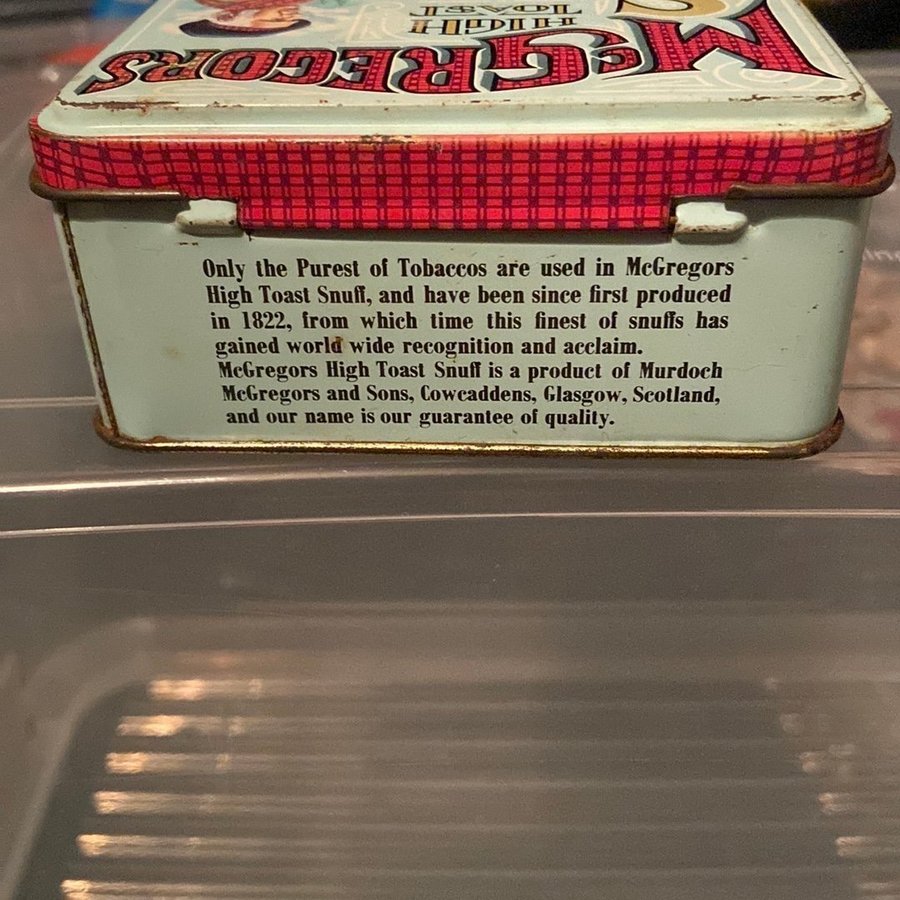 HIGH
TOAST
McGREGORS
Only the Purest of Tobaccos are used in McGregors
High Toast Snuff, and have been since first produced
in 1822, from which time this finest of snuffs has
gained world wide recognition and acclaim.
McGregors High Toast Snuff is a product of Murdoch
McGregors and Sons, Cowcaddens, Glasgow, Scotland,
and our name is our guarantee of quality.